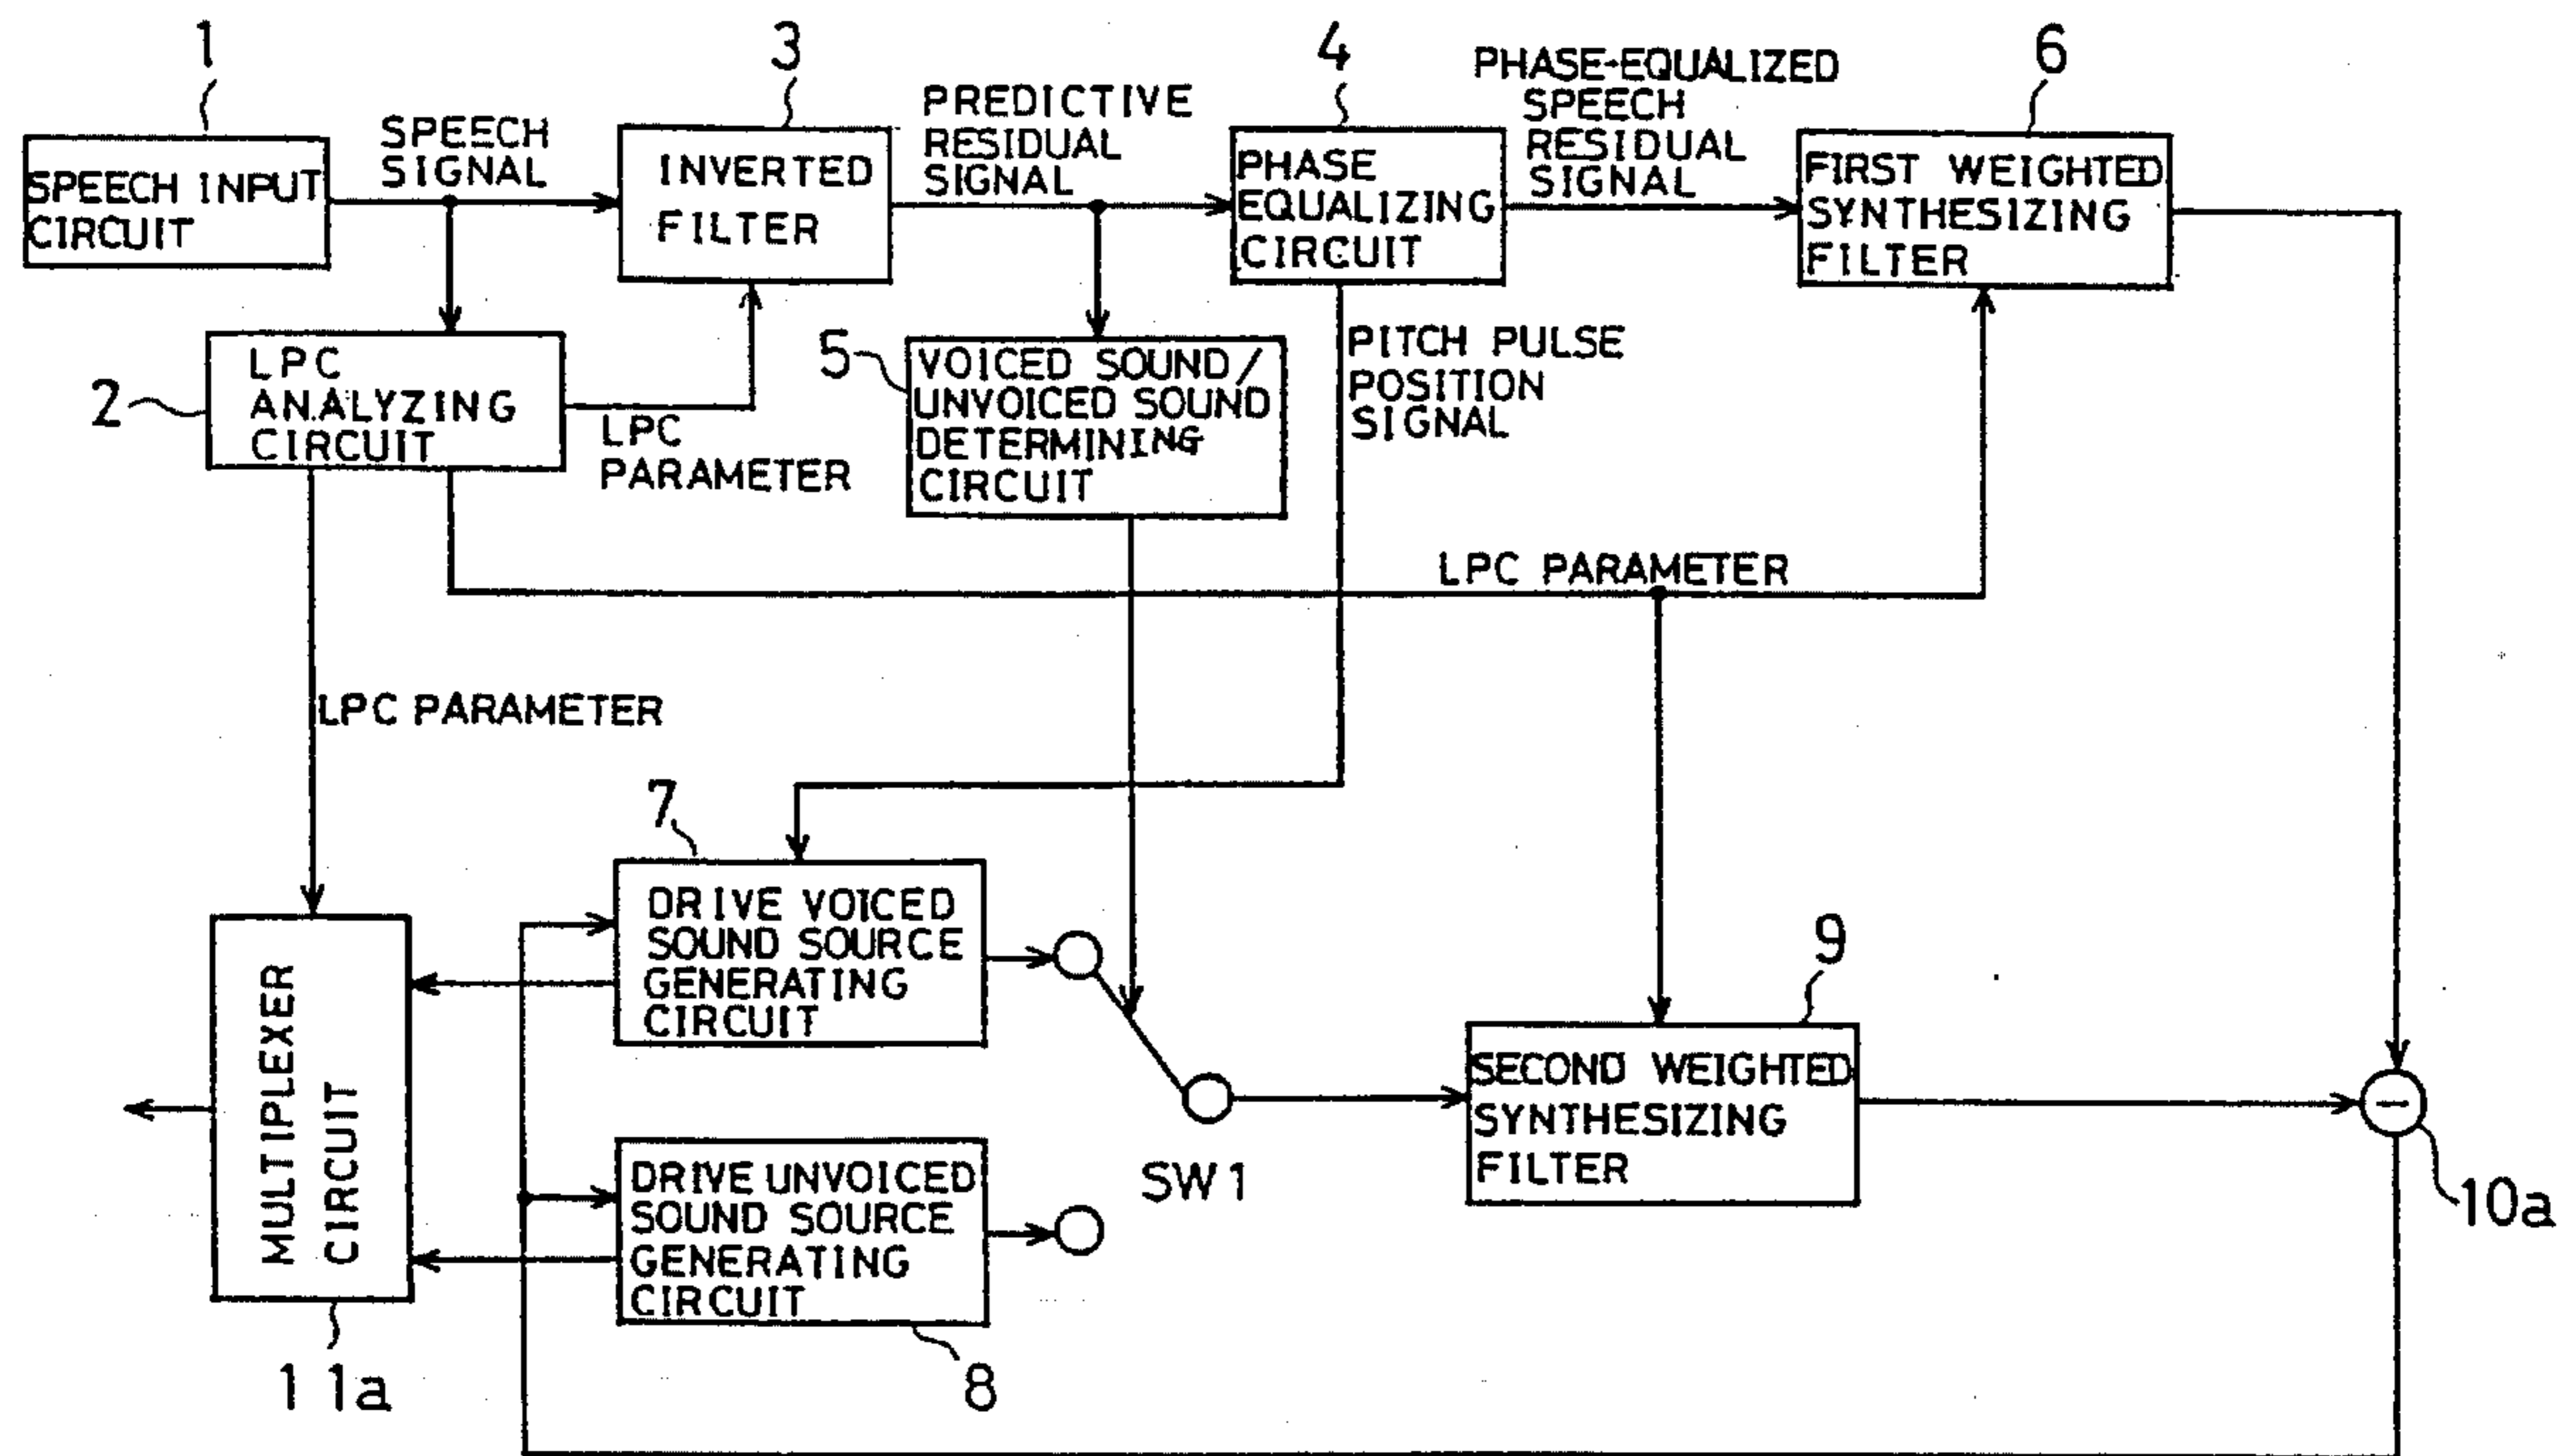 1
SPEECH INPUT
CIRCUIT
SPEECH
SIGNAL
3
INVERTED
FILTER
PREDICTIVE
RESIDUAL
SIGNAL
4
PHASE
EQUALIZING
CIRCUIT
PHASE-EQUALIZED
SPEECH
RESIDUAL
SIGNAL
6
FIRST WEIGHTED
SYNTHESIZING
FILTER
2
LPC
ANALYZING
CIRCUIT
LPC
PARAMETER
5
VOICED SOUND/
UNVOICED SOUND
DETERMINING
CIRCUIT
PITCH PULSE
POSITION
SIGNAL
LPC PARAMETER
LPC PARAMETER
7
DRIVE VOICED
SOUND SOURCE
GENERATING
CIRCUIT
MULTIPLEXER
CIRCUIT
11a
DRIVE UNVOICED
SOUND SOURCE
GENERATING
CIRCUIT
8
SW1
9
SECOND WEIGHTED
SYNTHESIZING
FILTER
−
10a